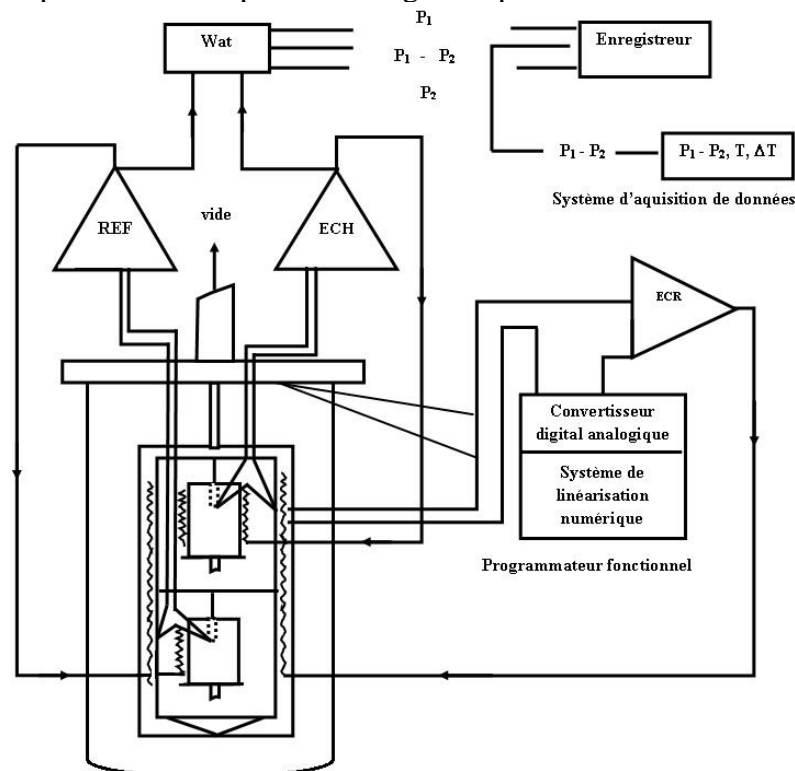 P₁
Wat
P₁ - P₂
P₂
Enregistreur
P₁ - P₂
P₁ - P₂, T, ΔT
Système d'aquisition de données
REF
vide
ECH
ECR
Convertisseur
digital analogique
Système de
linéarisation
numérique
Programmateur fonctionnel